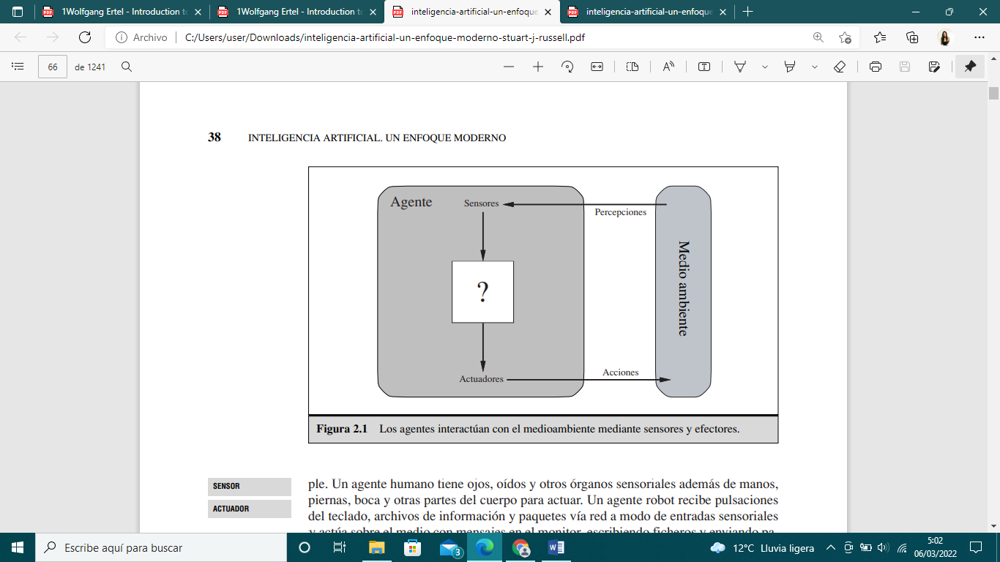 1Wolfgang Ertel - Introduction to
1Wolfgang Ertel - Introduction to
inteligencia-artificial-un-enfoque
inteligencia-artificial-un-enfoque
Archivo
C:/Users/user/Downloads/inteligencia-artificial-un-enfoque-moderno-stuart-j-russell.pdf
66
de 1241
38 INTELIGENCIA ARTIFICIAL. UN ENFOQUE MODERNO
Agente
Sensores
Percepciones
?
Medio ambiente
Actuadores
Acciones
Figura 2.1 Los agentes interactúan con el medioambiente mediante sensores y efectores.
SENSOR
ACTUADOR
ple. Un agente humano tiene ojos, oídos y otros órganos sensoriales además de manos,
piernas, boca y otras partes del cuerpo para actuar. Un agente robot recibe pulsaciones
del teclado, archivos de información y paquetes vía red a modo de entradas sensoriales
y actúa sobre el medio con mensajes en el monitor, escribiendo ficheros y enviando pa-
Escribe aquí para buscar
3
12°C Lluvia ligera
5:02
06/03/2022